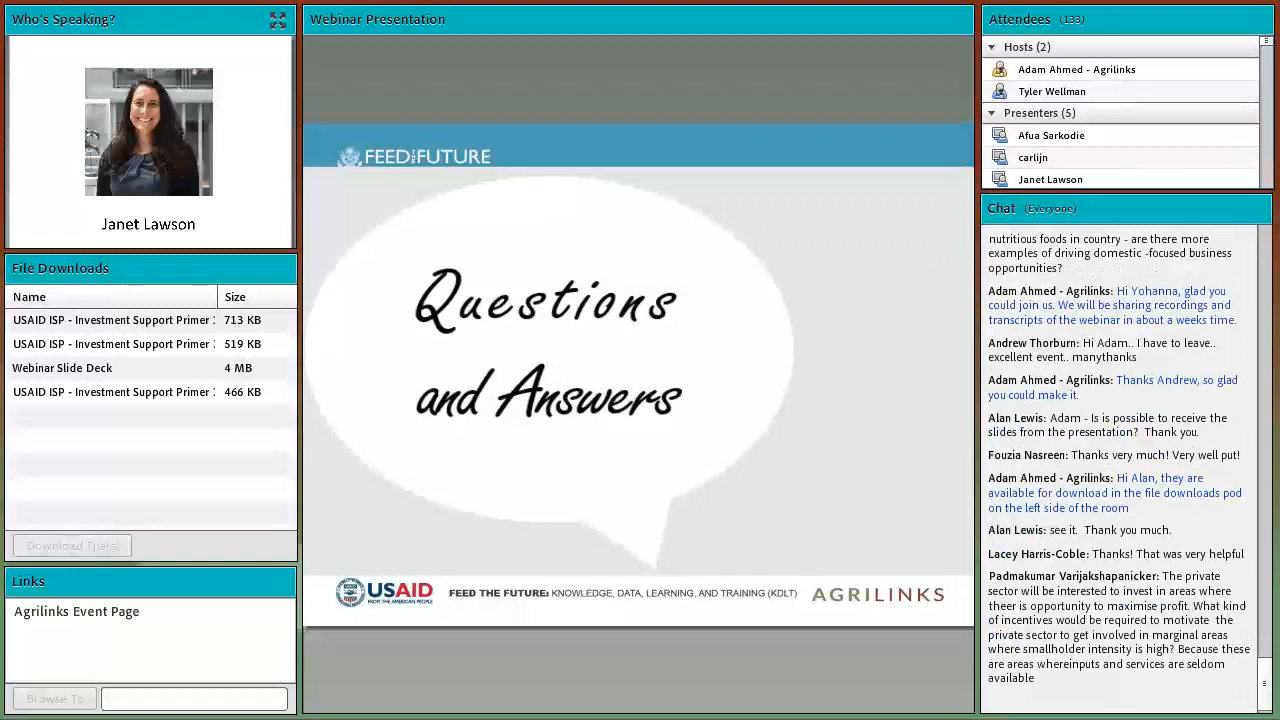 Who's Speaking?
Janet Lawson
File Downloads
Name Size
USAID ISP - Investment Support Primer 713 KB
USAID ISP - Investment Support Primer 519 KB
Webinar Slide Deck 4 MB
USAID ISP - Investment Support Primer 466 KB
Download File(s)
Links
Agrilinks Event Page
Browse To
Webinar Presentation
FEED THE FUTURE
Questions
and Answers
USAID
FROM THE AMERICAN PEOPLE
FEED THE FUTURE: KNOWLEDGE, DATA, LEARNING, AND TRAINING (KDLT)
AGRILINKS
Attendees (133)
Hosts (2)
Adam Ahmed - Agrilinks
Tyler Wellman
Presenters (5)
Afua Sarkodie
carlijn
Janet Lawson
Chat (Everyone)
nutritious foods in country - are there more
examples of driving domestic -focused business
opportunities?
Adam Ahmed - Agrilinks: Hi Yohanna, glad you
could join us. We will be sharing recordings and
transcripts of the webinar in about a weeks time.
Andrew Thorburn: Hi Adam.. I have to leave..
excellent event.. manythanks
Adam Ahmed - Agrilinks: Thanks Andrew, so glad
you could make it.
Alan Lewis: Adam - Is is possible to receive the
slides from the presentation? Thank you.
Fouzia Nasreen: Thanks very much! Very well put!
Adam Ahmed - Agrilinks: Hi Alan, they are
available for download in the file downloads pod
on the left side of the room
Alan Lewis: see it. Thank you much.
Lacey Harris-Coble: Thanks! That was very helpful
Padmakumar Varijakshapanicker: The private
sector will be interested invest in areas where
theer is opportunity to maximise profit. What kind
of incentives would be required to motivate the
private sector to get involved in marginal areas
where smallholder intensity is high? Because these
are areas whereinputs and services are seldom
available